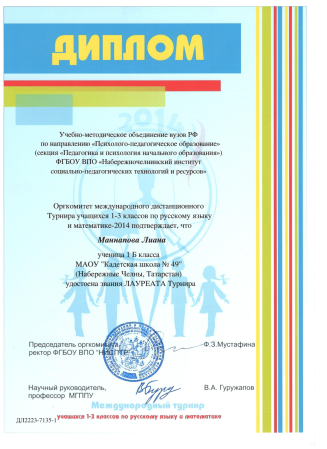 ДИПЛОМ
2014
Учебно-методическое объединение вузов РФ
по направлению «Психолого-педагогическое образование»
(секция «Педагогика и психология начального образования»)
ФГБОУ ВПО «Набережночелнинский институт
социально-педагогических технологий и ресурсов»
Оргкомитет международного дистанционного
Турнира учащихся 1-3 классов по русскому языку
и математике-2014 подтверждает, что
Маннапова Лиана
ученица 1 Б класса
МАОУ "Кадетская школа № 49"
(Набережные Челны, Татарстан)
удостоена звания ЛАУРЕАТА Турнира
Председатель оргкомитета,
ректор ФГБОУ ВПО "НИСПТР"
Ф.З.Мустафина
Научный руководитель,
профессор МГППУ
В.А. Гуружапов
Международный турнир
учащихся 1-3 классов по русскому языку и математике
ДЛ2223-7135-1